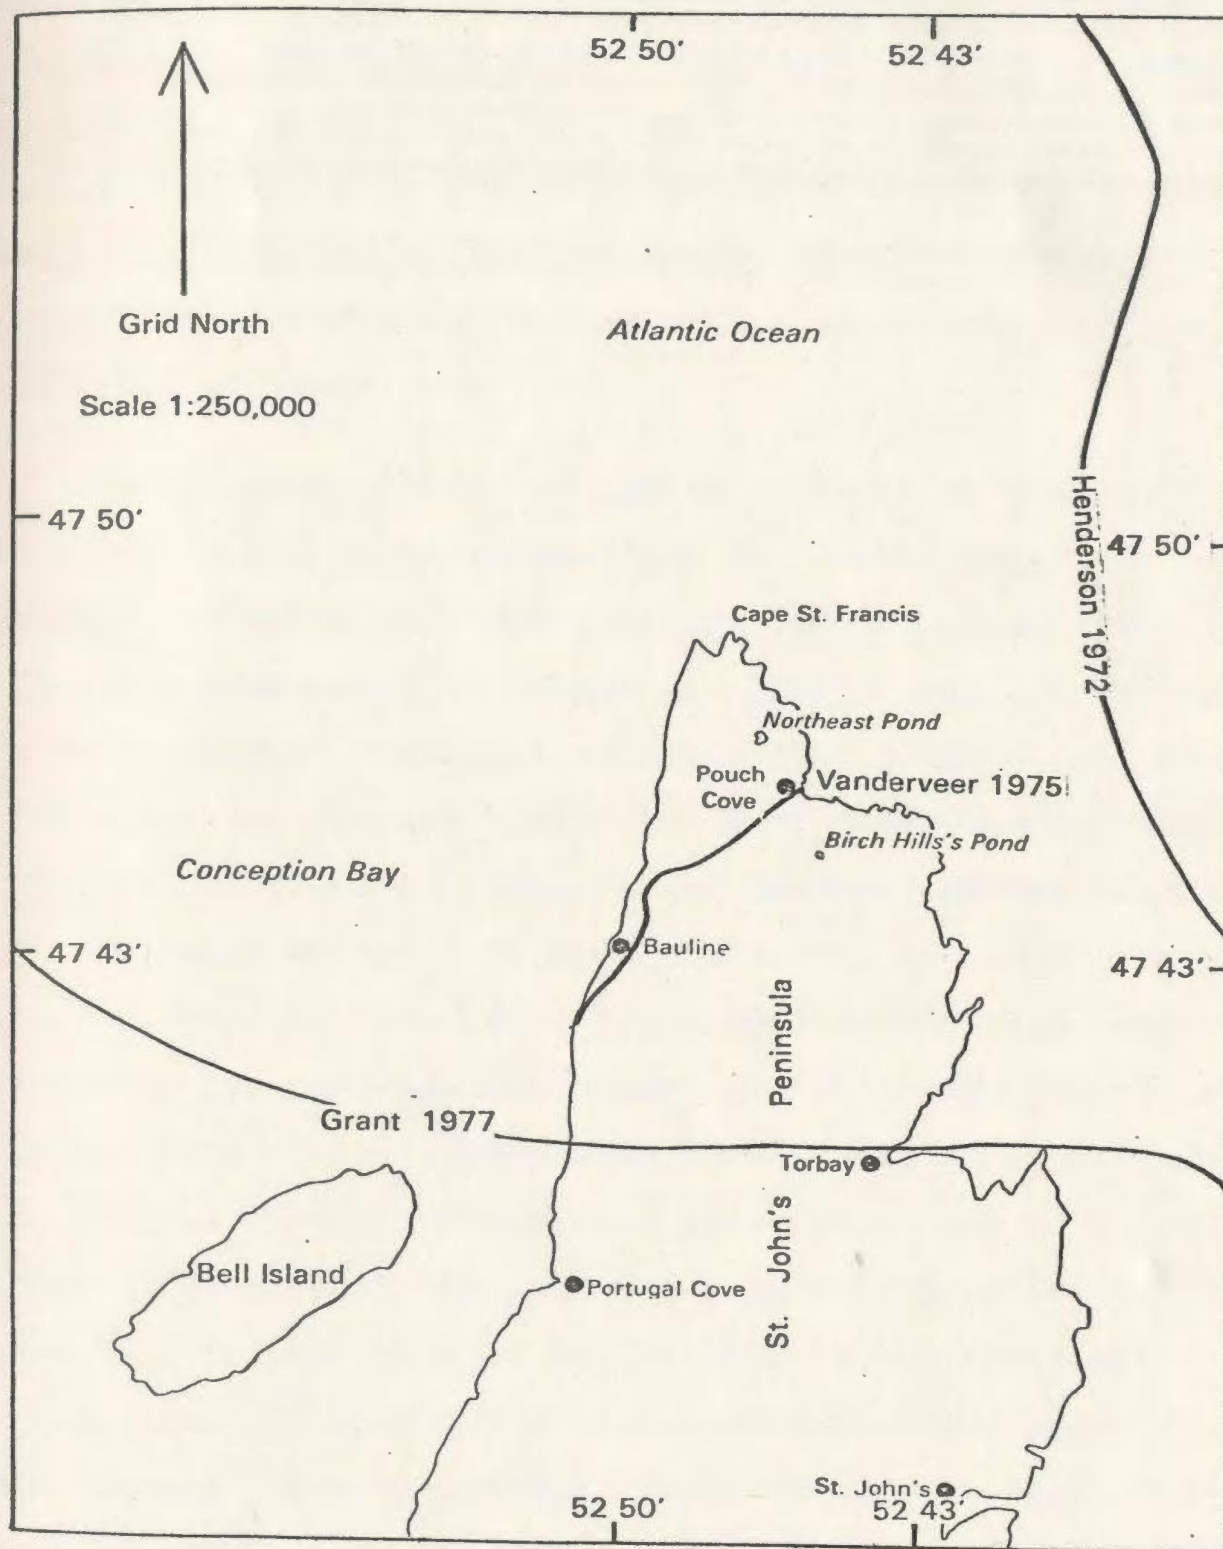 52 50'
52 43'
Grid North
Atlantic Ocean
Scale 1:250,000
47 50'
47 50'
Henderson 1972
Cape St. Francis
Northeast Pond
Pouch
Cove
Vanderveer 1975
Birch Hills's Pond
Conception Bay
47 43'
Bauline
47 43'
St. John's Peninsula
Grant 1977
Torbay
Bell Island
Portugal Cove
St. John's
52 50'
52 43'